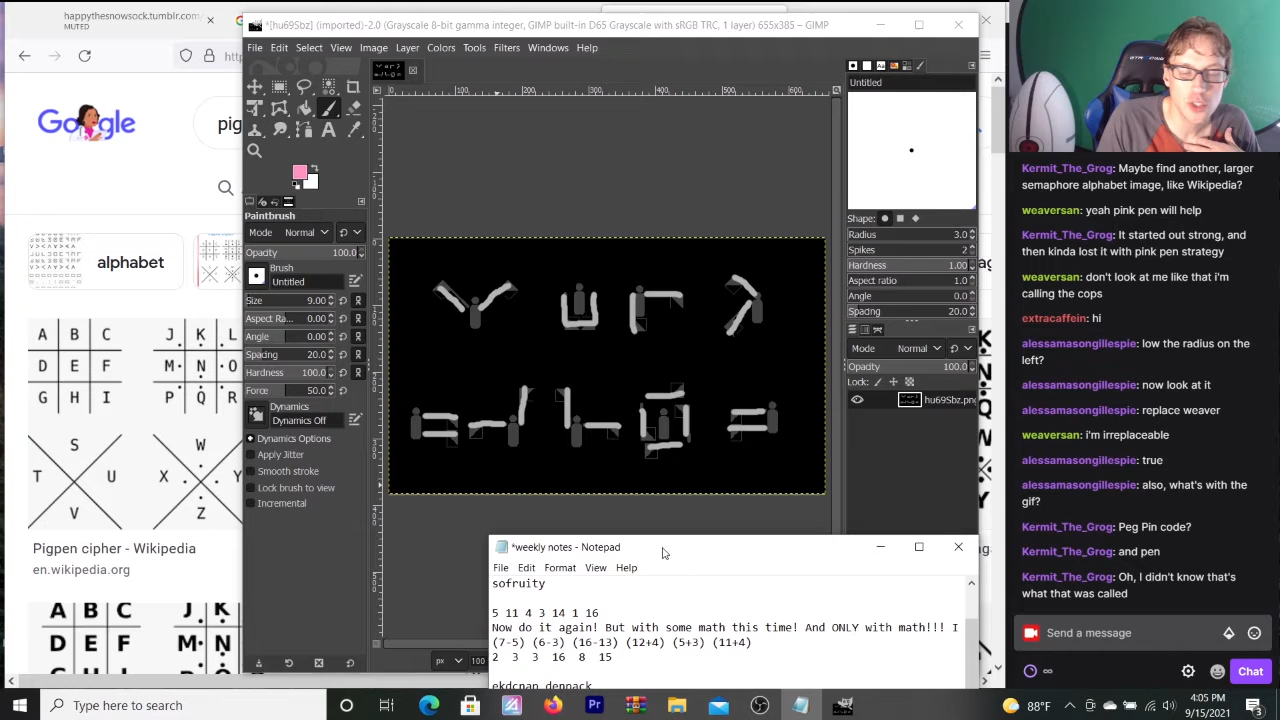 happythesnowsock.tumblr.com
MUTED
*[hu69Sbz] (imported)-2.0 (Grayscale 8-bit gamma integer, GIMP built-in D65 Grayscale with sRGB TRC, 1 layer) 655x385 – GIMP
File Edit Select View Image Layer Colors Tools Filters Windows Help
Google
pig
alphabet
A B C
D E F
G H I
J K L
M N O
P Q R
S
T U
V
W
X Y
Z
Pigpen cipher - Wikipedia
en.wikipedia.org
A B C
D E F
Paintbrush
Mode Normal
Opacity 100.0
Brush
Untitled
Size 9.00
Aspect Ra... 0.00
Angle 0.00
Spacing 20.0
Hardness 100.0
Force 50.0
Dynamics
Dynamics Off
Dynamics Options
Apply Jitter
Smooth stroke
Lock brush to view
Incremental
0 100 200 300 400 500 600
px 100
Untitled
Shape:
Radius 3.0
Spikes 2
Hardness 1.00
Aspect ratio 1.0
Angle 0.0
Spacing 20.0
Mode Normal
Opacity 100.0
Lock:
hu69Sbz.png
*weekly notes - Notepad
File Edit Format View Help
sofruity
5 11 4 3 14 1 16
Now do it again! But with some math this time! And ONLY with math!!! I
(7-5) (6-3) (16-13) (12+4) (5+3) (11+4)
2 3 3 16 8 15
ekdcnap denpack
Kermit_The_Grog: Maybe find another, larger
semaphore alphabet image, like Wikipedia?
weaversan: yeah pink pen will help
Kermit_The_Grog: It started out strong, and
then kinda lost it with pink pen strategy
weaversan: don't look at me like that i'm
calling the cops
extracaffein: hi
alessamasongillespie: low the radius on the
left?
alessamasongillespie: now look at it
alessamasongillespie: replace weaver
weaversan: i'm irreplaceable
alessamasongillespie: true
alessamasongillespie: also, what's with the
gif?
Kermit_The_Grog: Peg Pin code?
Kermit_The_Grog: and pen
Kermit_The_Grog: Oh, I didn't know that's
what that was called
Send a message
Chat
Type here to search
88°F
4:05 PM
9/15/2021